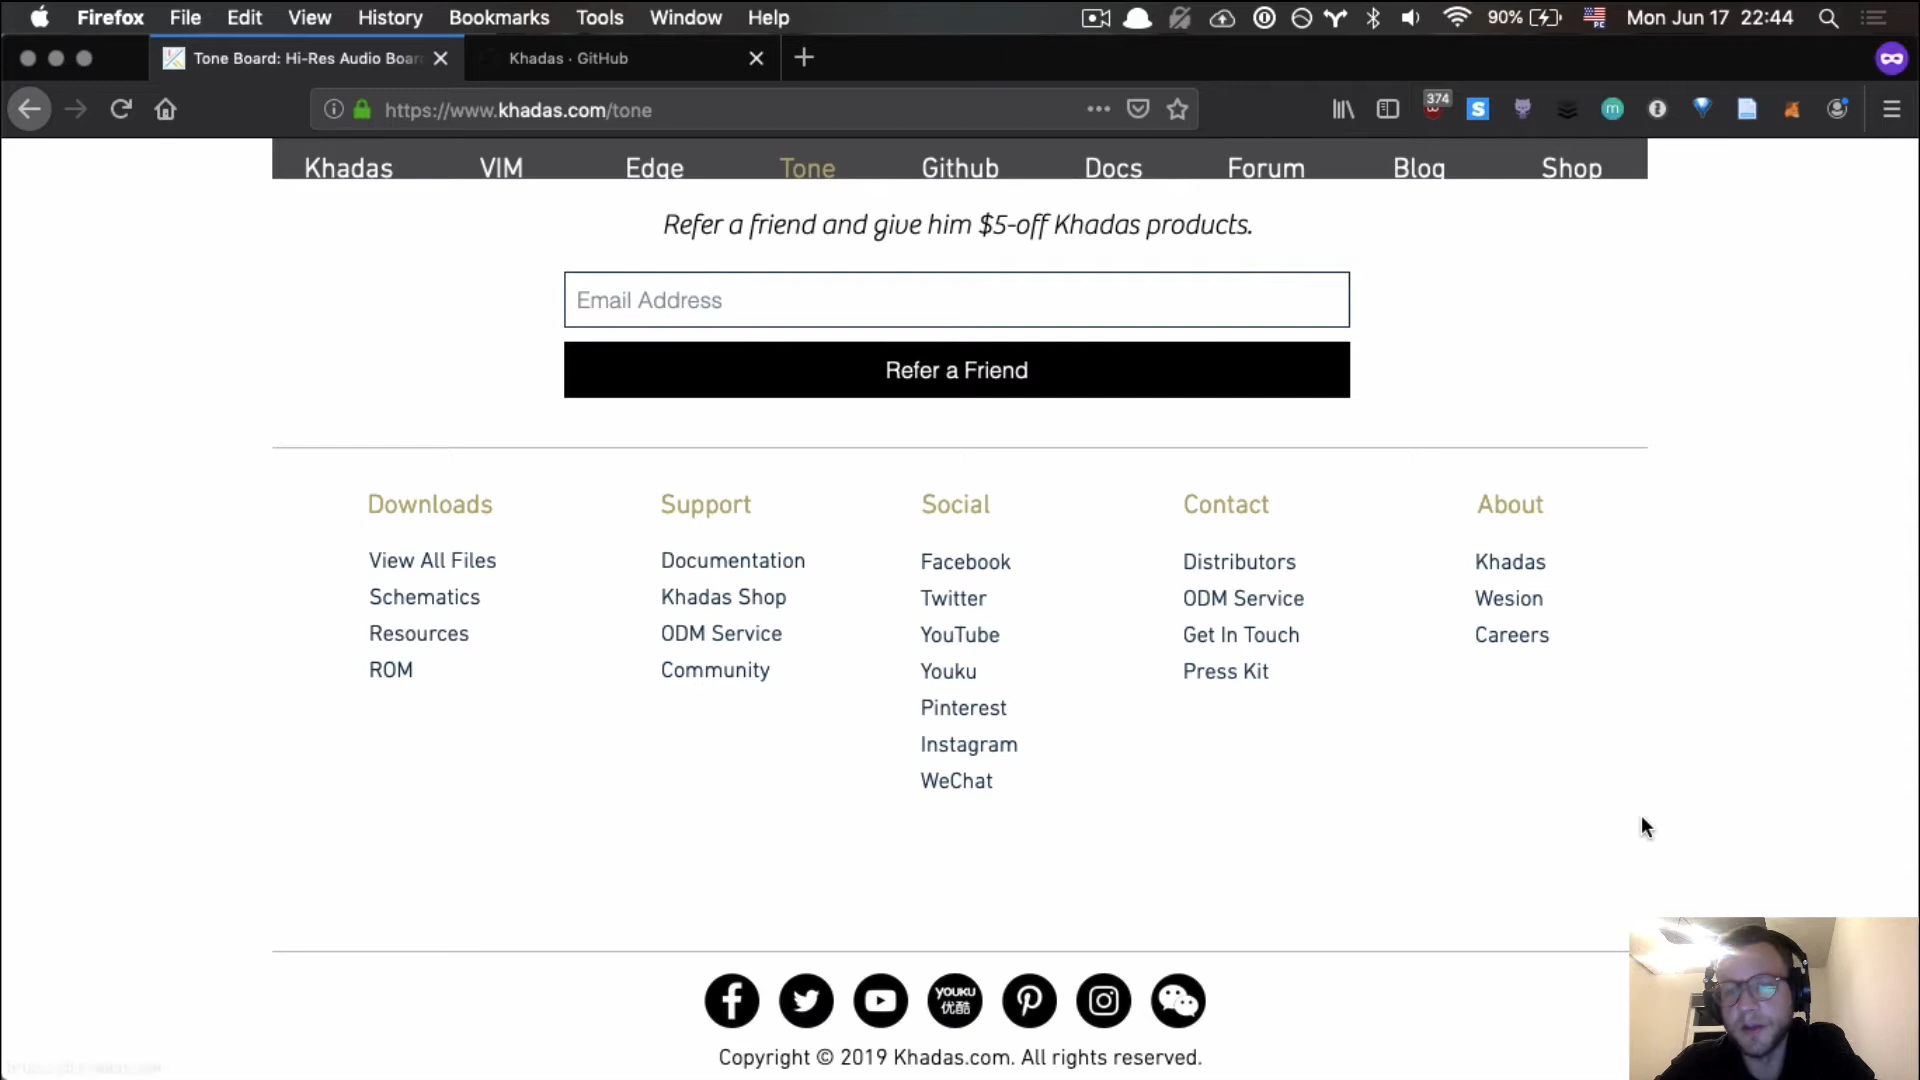 Firefox File Edit View History Bookmarks Tools Window Help 90% Mon Jun 17 22:44
Tone Board: Hi-Res Audio Boar Khadas · GitHub
https://www.khadas.com/tone 374
Khadas VIM Edge Tone Github Docs Forum Blog Shop
Refer a friend and give him $5-off Khadas products.
Email Address
Refer a Friend
Downloads Support Social Contact About
View All Files Documentation Facebook Distributors Khadas
Schematics Khadas Shop Twitter ODM Service Wesion
Resources ODM Service YouTube Get In Touch Careers
ROM Community Youku Press Kit
Pinterest
Instagram
WeChat
YOUKU
优酷
Copyright © 2019 Khadas.com. All rights reserved.